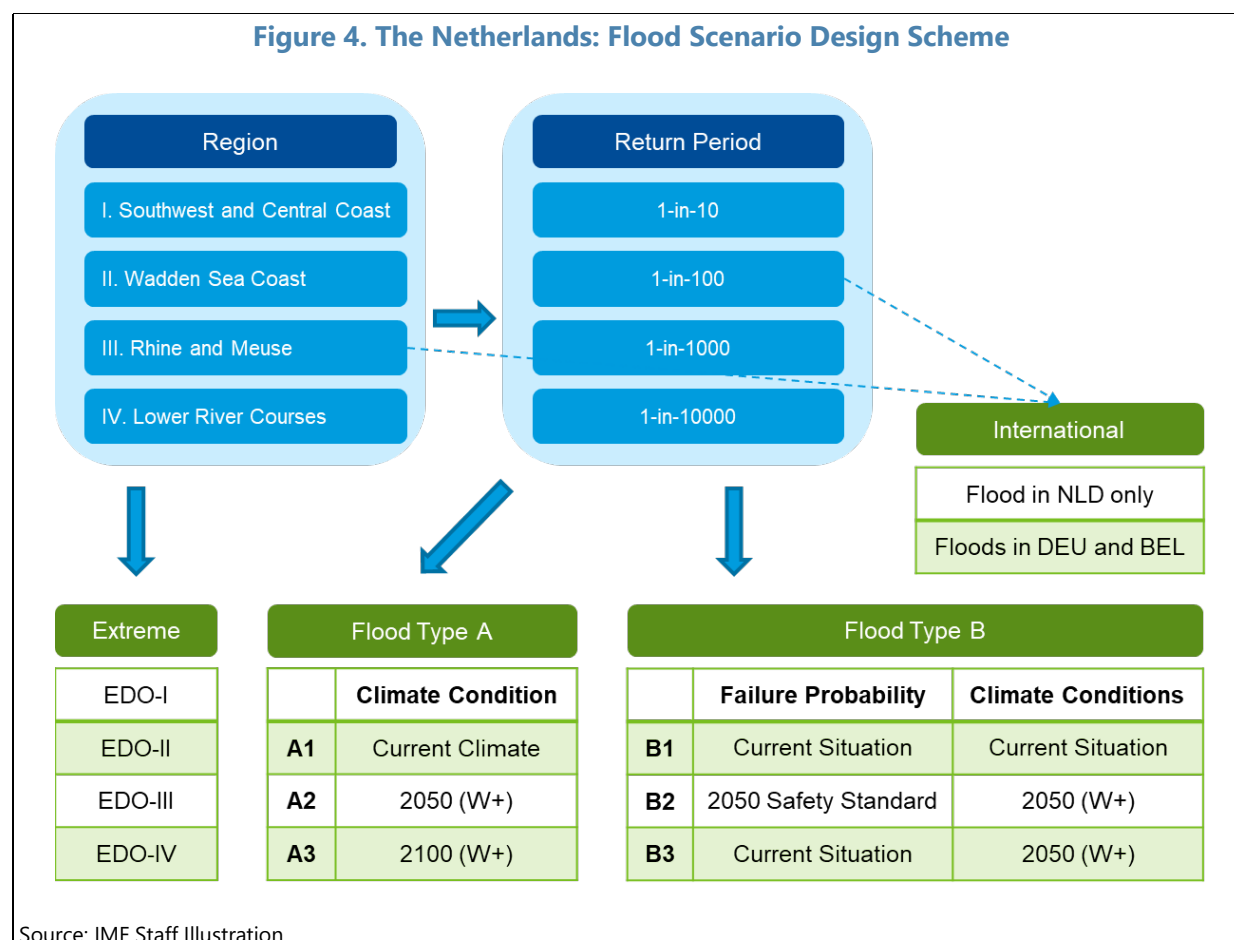 Figure 4. The Netherlands: Flood Scenario Design Scheme
Region
I. Southwest and Central Coast
II. Wadden Sea Coast
III. Rhine and Meuse
IV. Lower River Courses
Return Period
1-in-10
1-in-100
1-in-1000
1-in-10000
International
Flood in NLD only
Floods in DEU and BEL
Extreme
EDO-I
EDO-II
EDO-III
EDO-IV
Flood Type A
Climate Condition
A1 Current Climate
A2 2050 (W+)
A3 2100 (W+)
Flood Type B
Failure Probability Climate Conditions
B1 Current Situation Current Situation
B2 2050 Safety Standard 2050 (W+)
B3 Current Situation 2050 (W+)
Source: IMF Staff Illustration